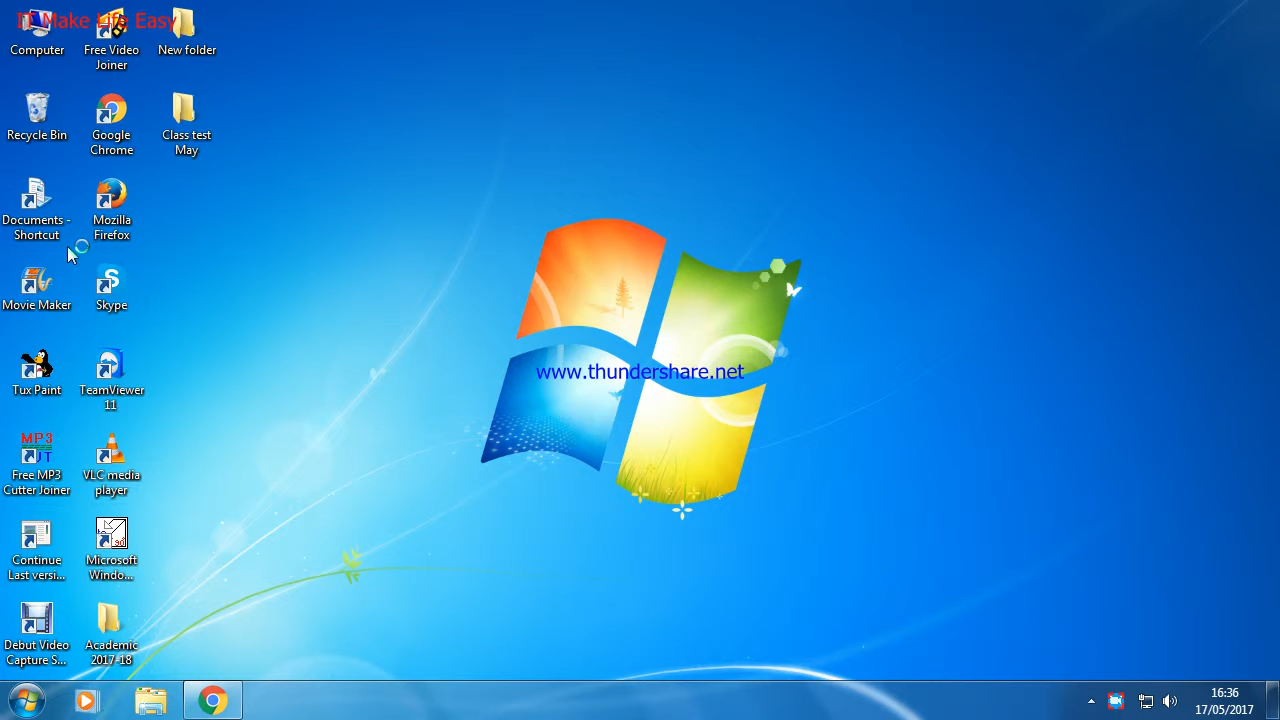 IT Make Life Easy
Computer
Free Video
Joiner
New folder
Recycle Bin
Google
Chrome
Class test
May
Documents -
Shortcut
Mozilla
Firefox
Movie Maker
Skype
Tux Paint
TeamViewer
11
MP3
Free MP3
Cutter Joiner
VLC media
player
Continue
Last versi...
Microsoft
Windo...
Debut Video
Capture S...
Academic
2017-18
www.thundershare.net
16:36
17/05/2017